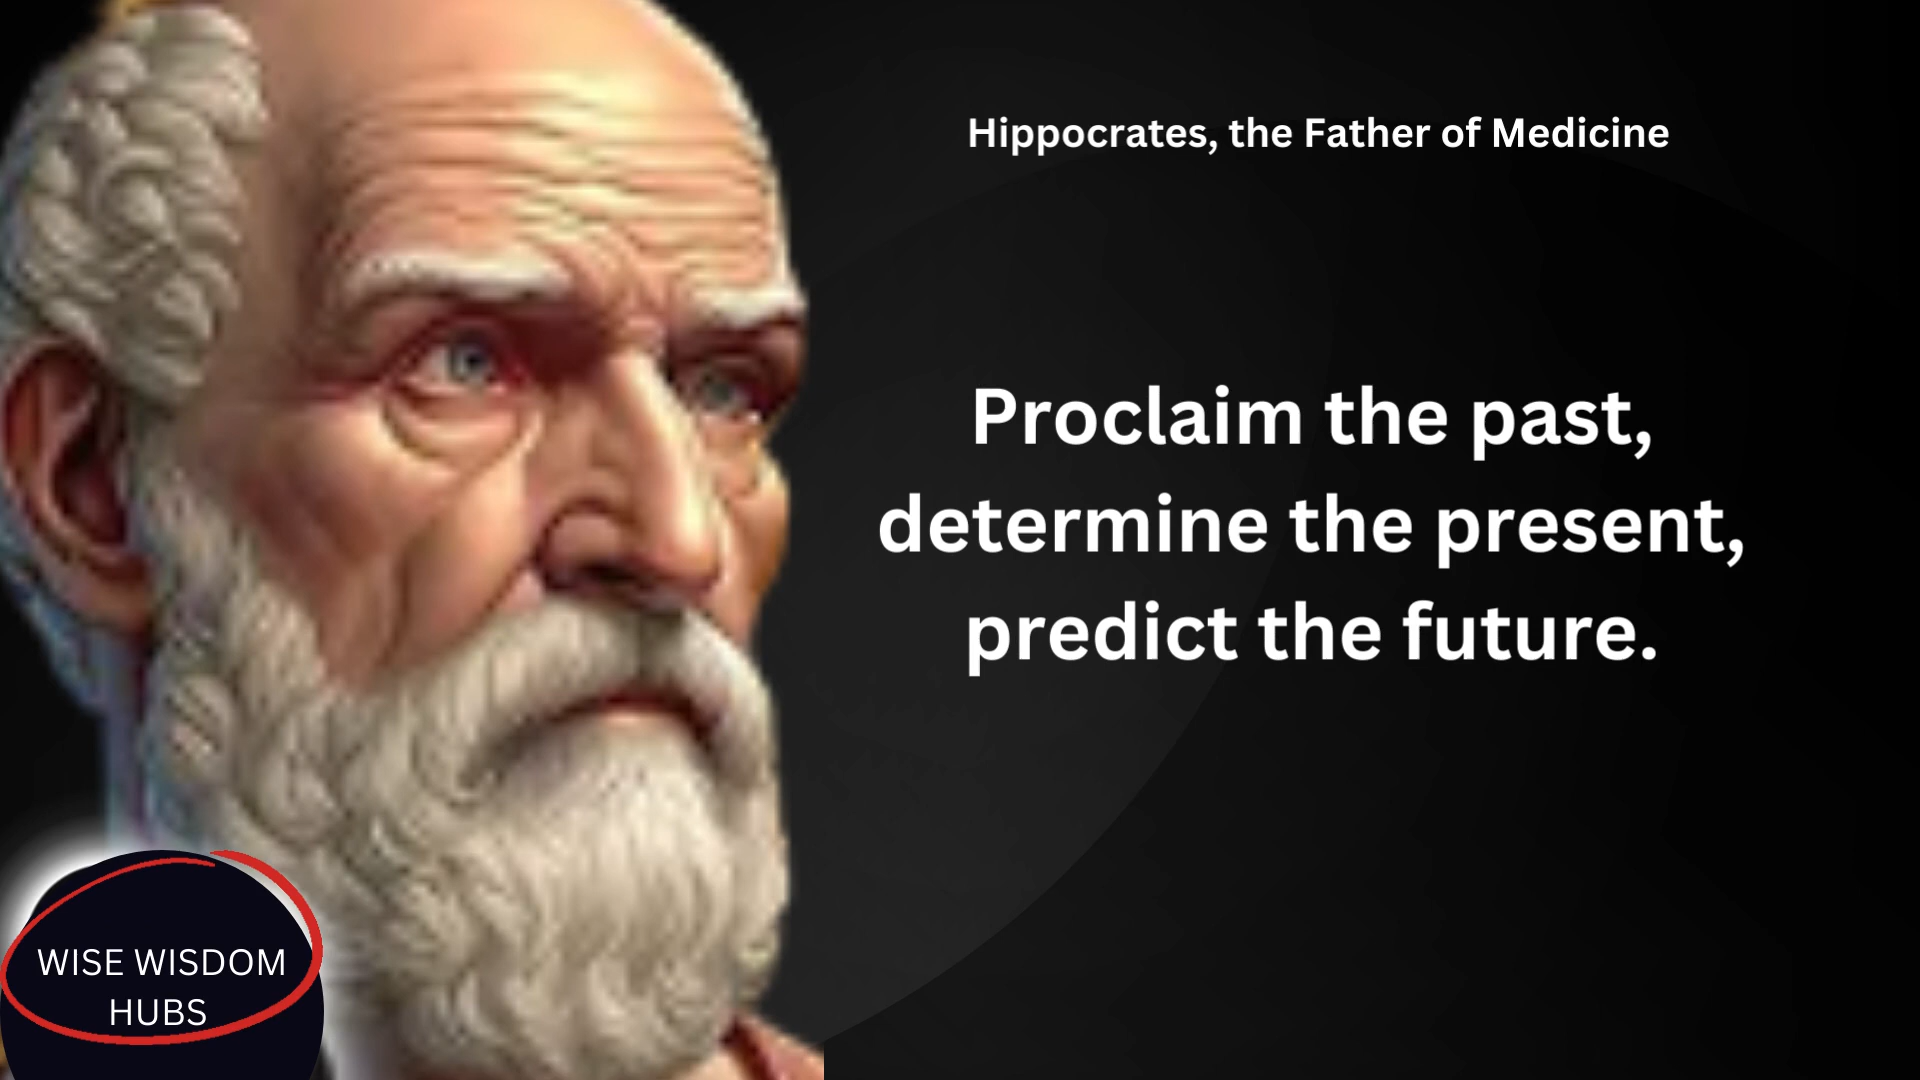 Hippocrates, the Father of Medicine
Proclaim the past,
determine the present,
predict the future.
WISE WISDOM
HUBS